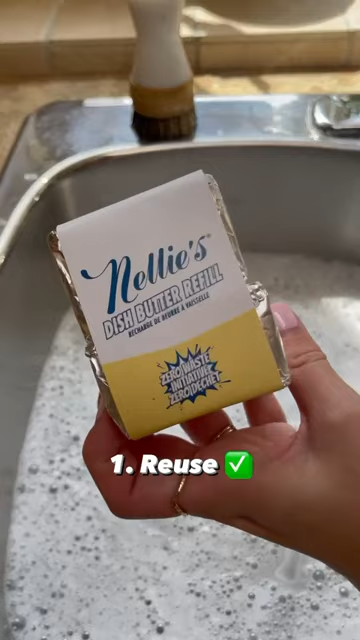 Nellie's®
DISH BUTTER REFILL
RECHARGE DE BEURRE À VAISSELLE
ZERO WASTE
INITIATIVE
ZÉRO DÉCHET
1. Reuse ✅